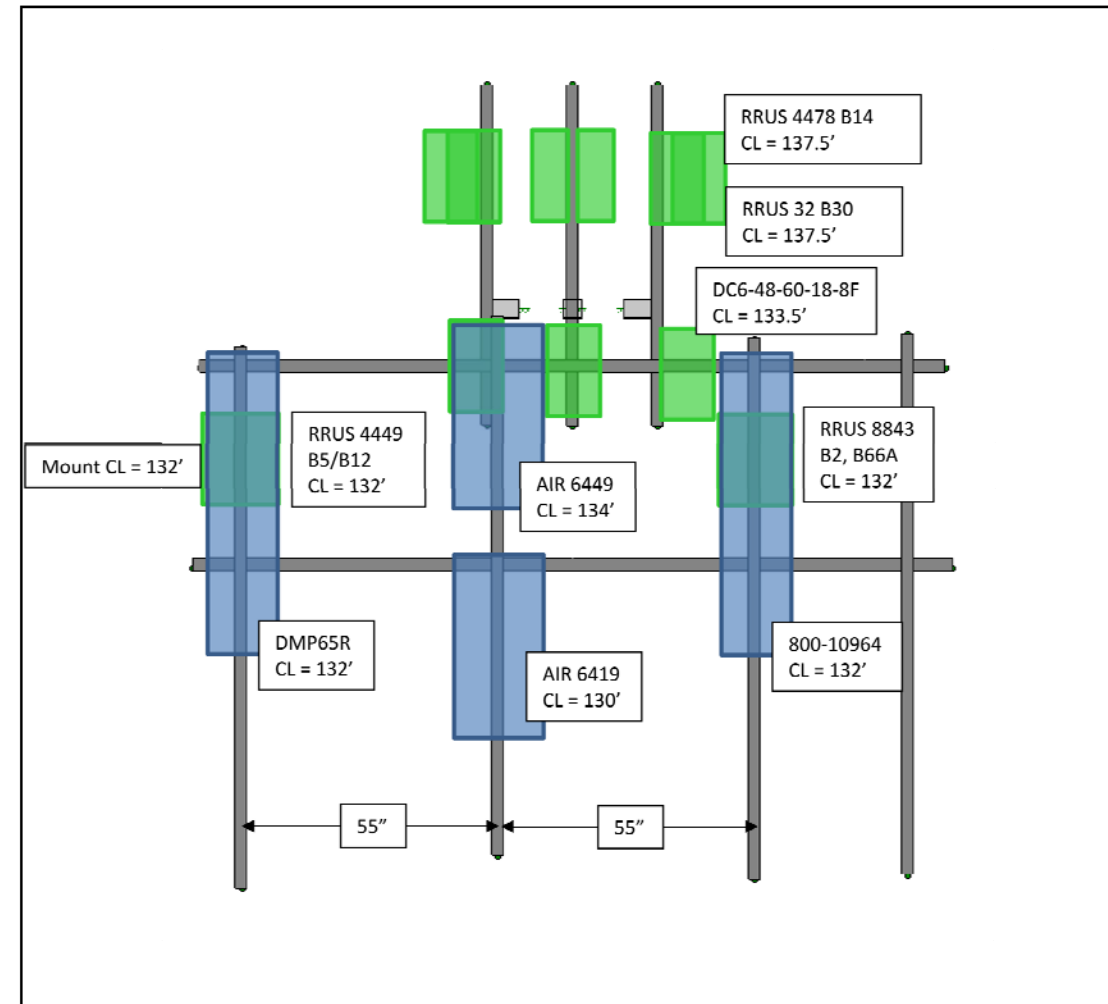 RRUS 4478 B14
CL = 137.5’
RRUS 32 B30
CL = 137.5’
DC6-48-60-18-8F
CL = 133.5’
Mount CL = 132’
RRUS 4449
B5/B12
CL = 132’
AIR 6449
CL = 134’
RRUS 8843
B2, B66A
CL = 132’
DMP65R
CL = 132’
AIR 6419
CL = 130’
800-10964
CL = 132’
55”
55”